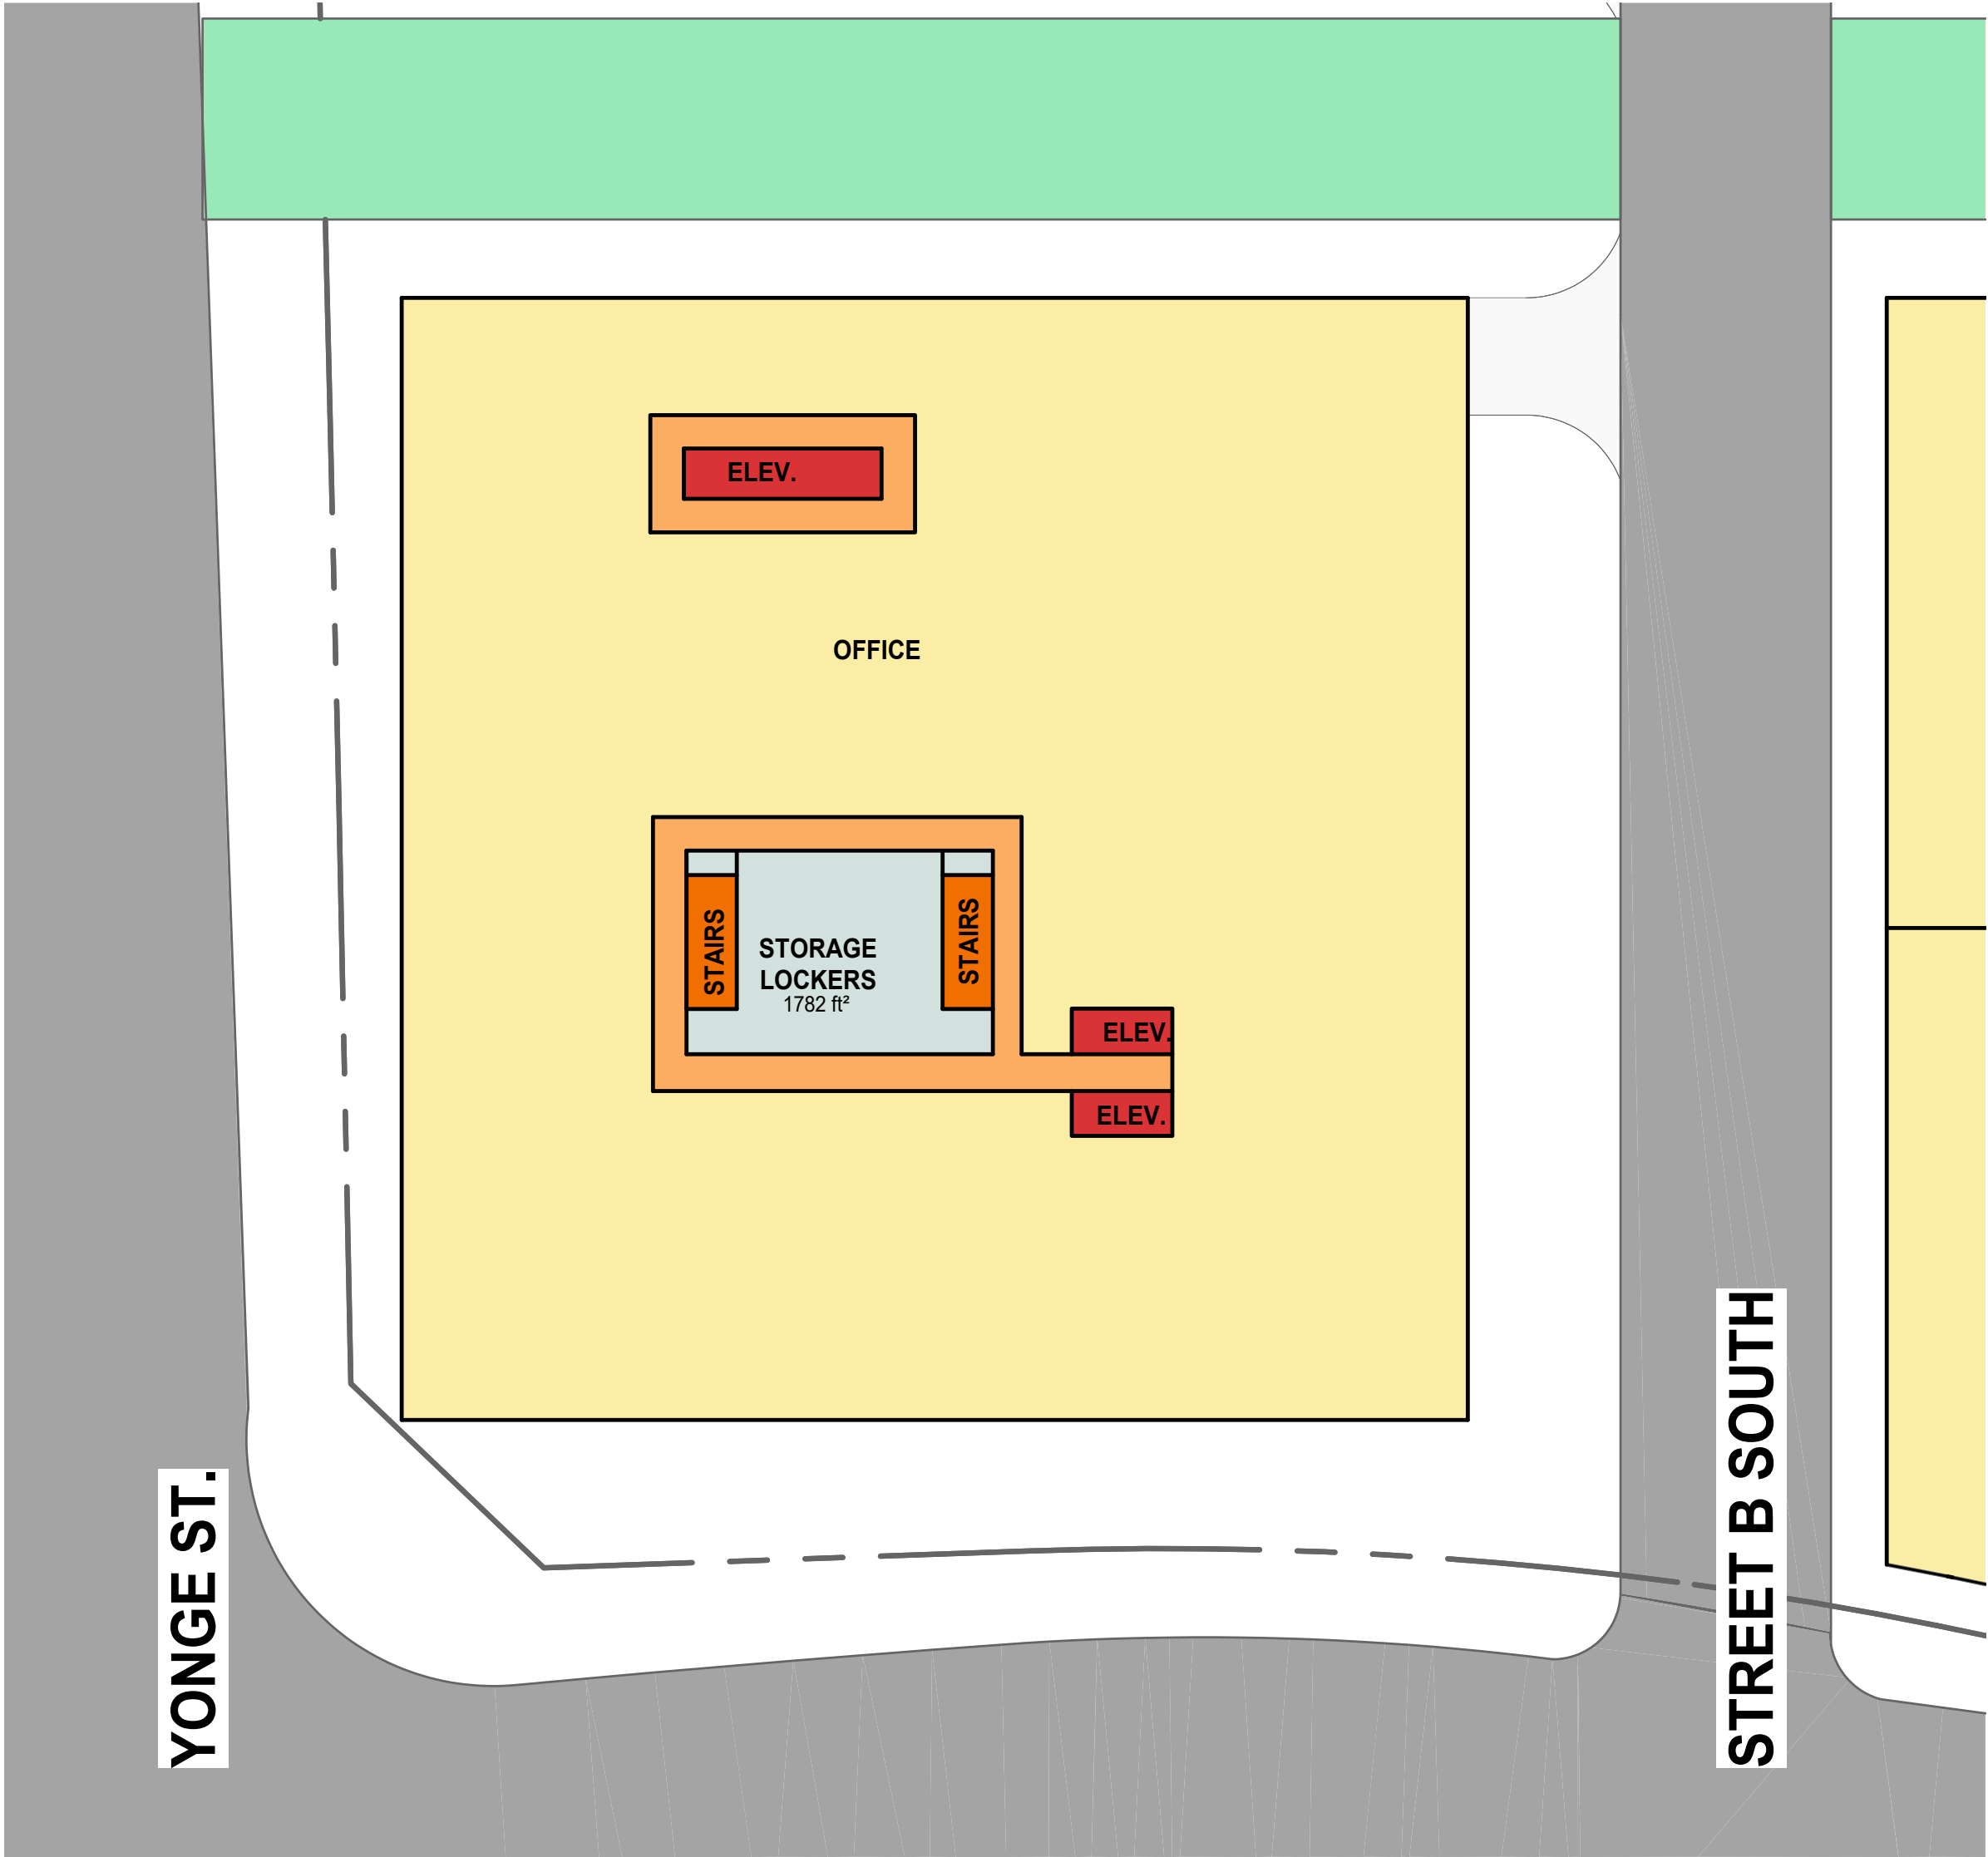 ELEV.
OFFICE
STAIRS
STORAGE
LOCKERS
1782 ft²
STAIRS
ELEV.
ELEV.
YONGE ST.
STREET B SOUTH